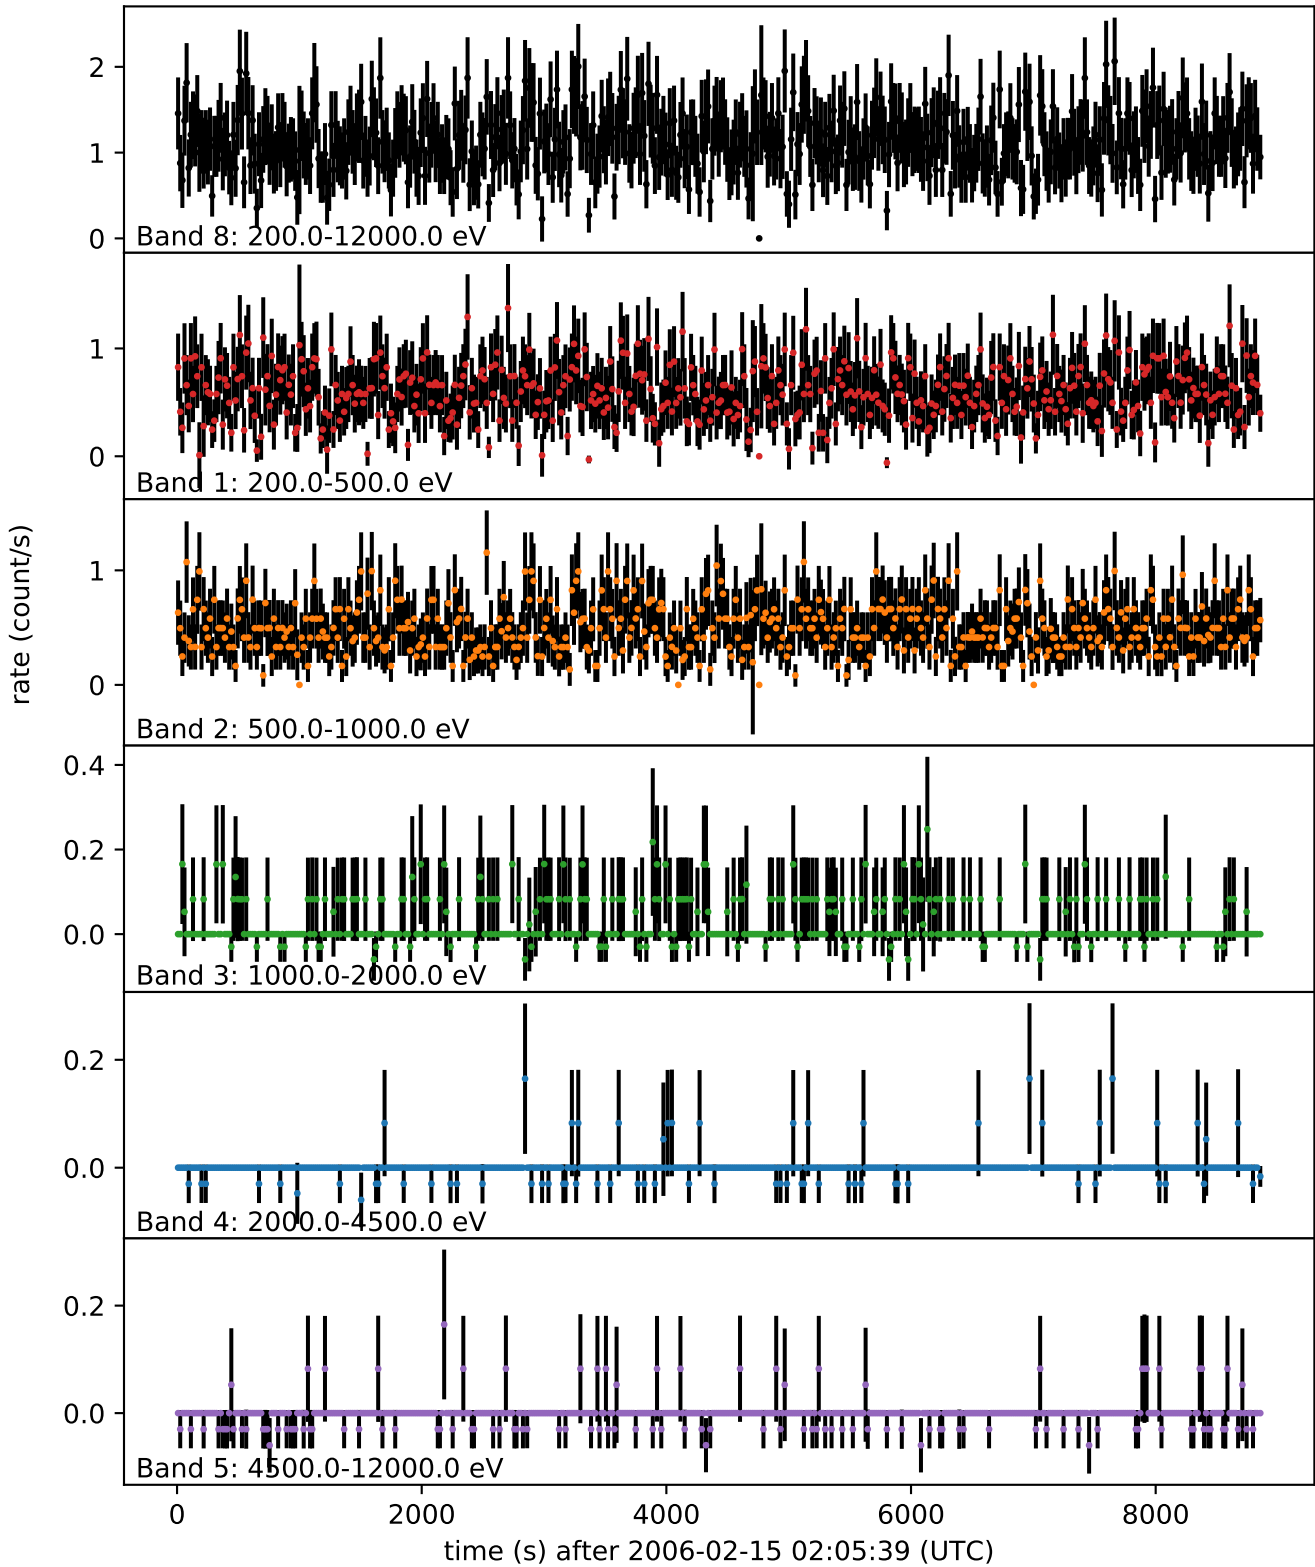 2
1
0
Band 8: 200.0-12000.0 eV
1
0
Band 1: 200.0-500.0 eV
rate (count/s)
1
0
Band 2: 500.0-1000.0 eV
0.4
0.2
0.0
Band 3: 1000.0-2000.0 eV
0.2
0.0
Band 4: 2000.0-4500.0 eV
0.2
0.0
Band 5: 4500.0-12000.0 eV
0 2000 4000 6000 8000
time (s) after 2006-02-15 02:05:39 (UTC)